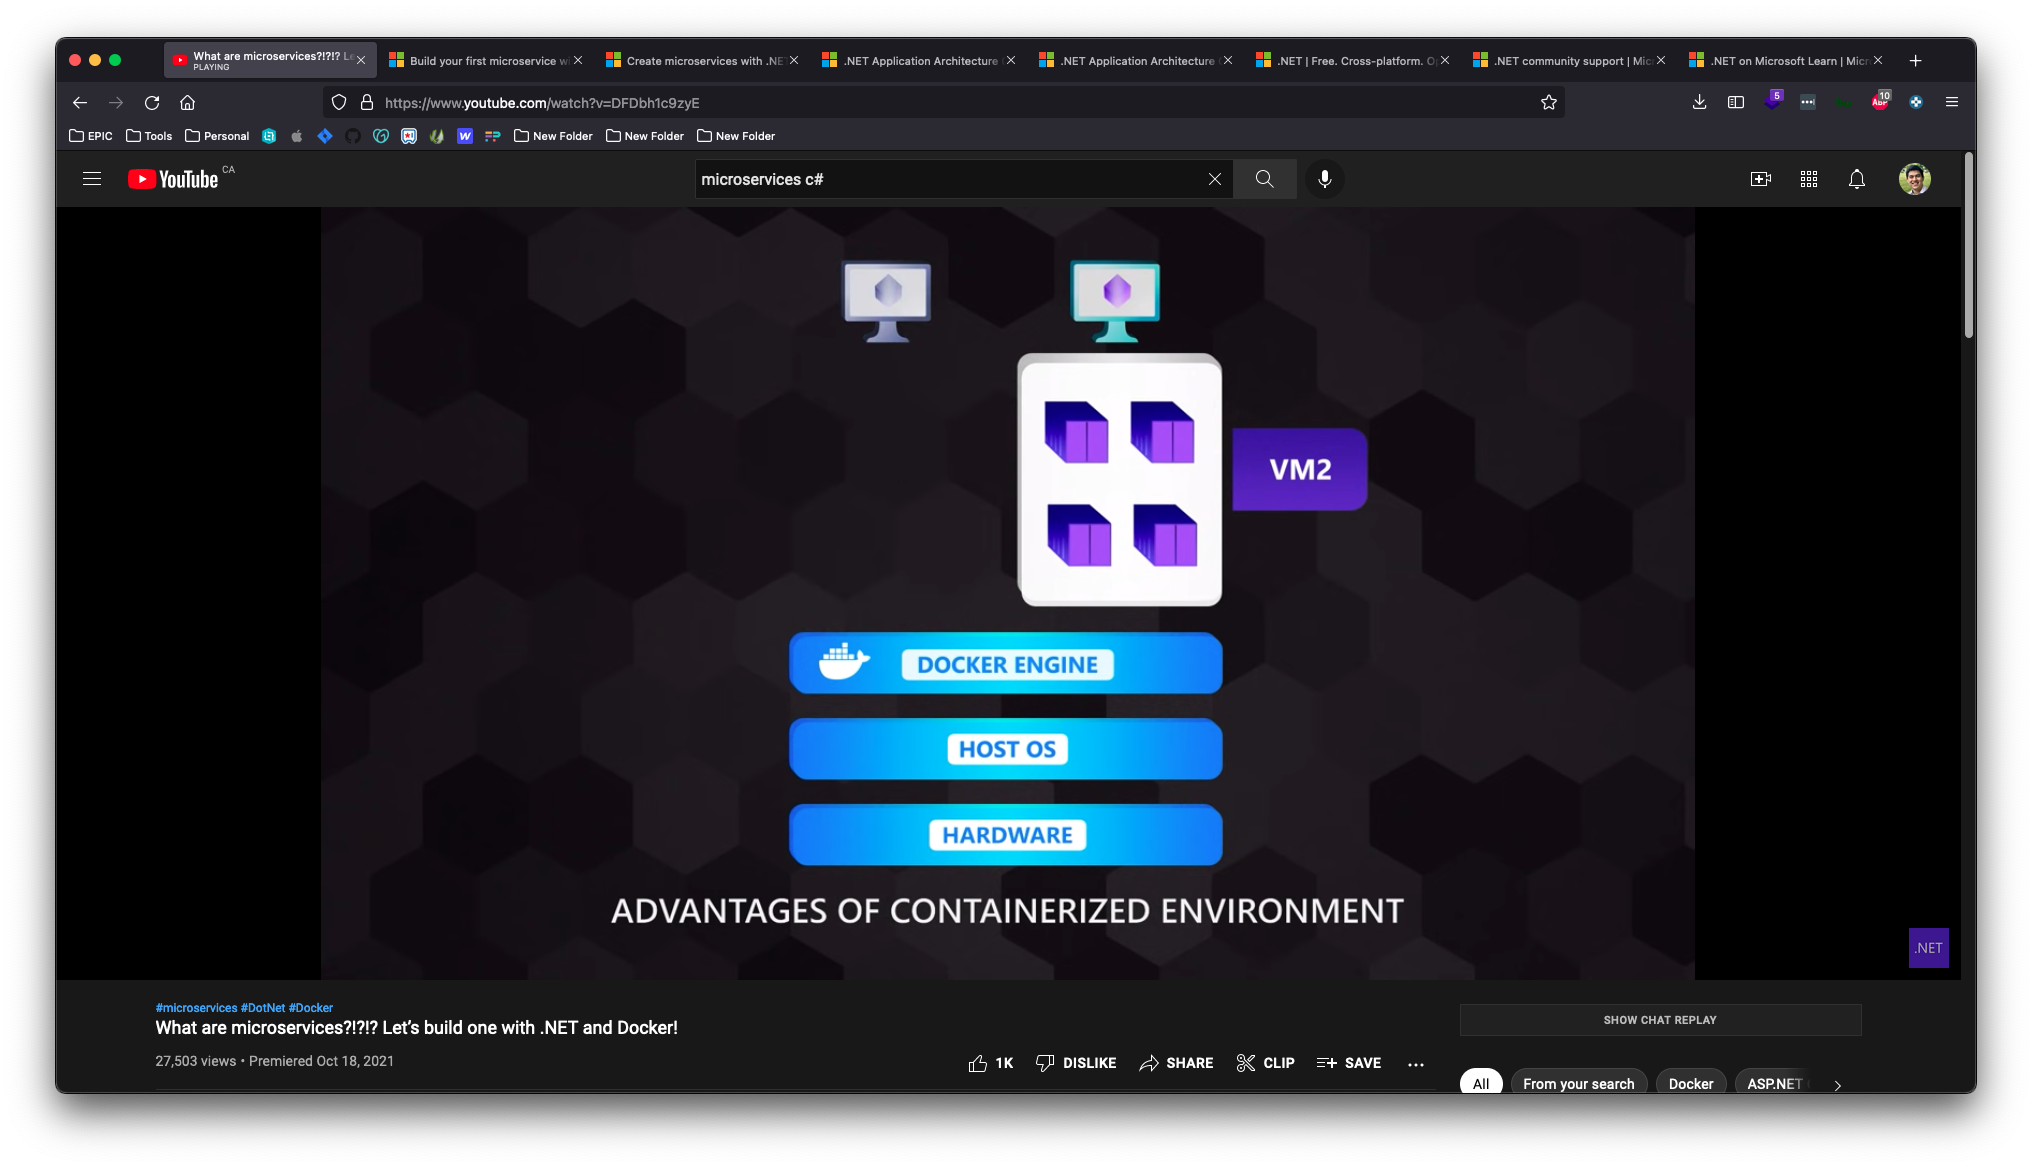 What are microservices?!?!? Le
PLAYING
Build your first microservice w
Create microservices with .NE
.NET Application Architecture
.NET Application Architecture
.NET | Free. Cross-platform. O
.NET community support | Micr
.NET on Microsoft Learn | Micr
https://www.youtube.com/watch?v=DFDbh1c9zyE
5
10
ABP
EPIC
Tools
Personal
New Folder
New Folder
New Folder
YouTube CA
microservices c#
VM2
DOCKER ENGINE
HOST OS
HARDWARE
ADVANTAGES OF CONTAINERIZED ENVIRONMENT
.NET
#microservices #DotNet #Docker
What are microservices?!?!? Let’s build one with .NET and Docker!
27,503 views • Premiered Oct 18, 2021
1K
DISLIKE
SHARE
CLIP
SAVE
SHOW CHAT REPLAY
All
From your search
Docker
ASP.NET